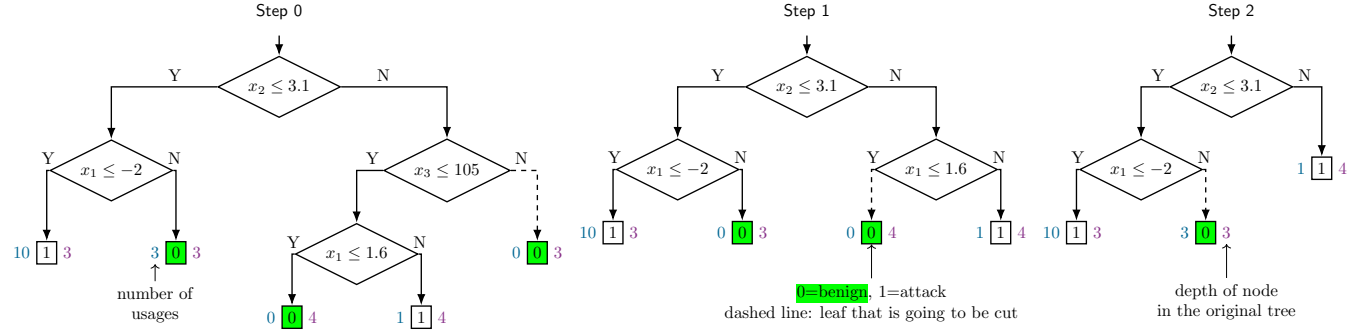 Step 0
Y
N
x₂ ≤ 3.1
Y
N
x₁ ≤ −2
Y
N
x₃ ≤ 105
10 1 3
3 0 3
Y
N
x₁ ≤ 1.6
0 0 3
number of
usages
0 0 4
1 1 4
Step 1
Y
N
x₂ ≤ 3.1
Y
N
x₁ ≤ −2
Y
N
x₁ ≤ 1.6
10 1 3
0 0 3
0 0 4
1 1 4
0=benign, 1=attack
dashed line: leaf that is going to be cut
Step 2
Y
N
x₂ ≤ 3.1
Y
N
x₁ ≤ −2
1 1 4
10 1 3
3 0 3
depth of node
in the original tree